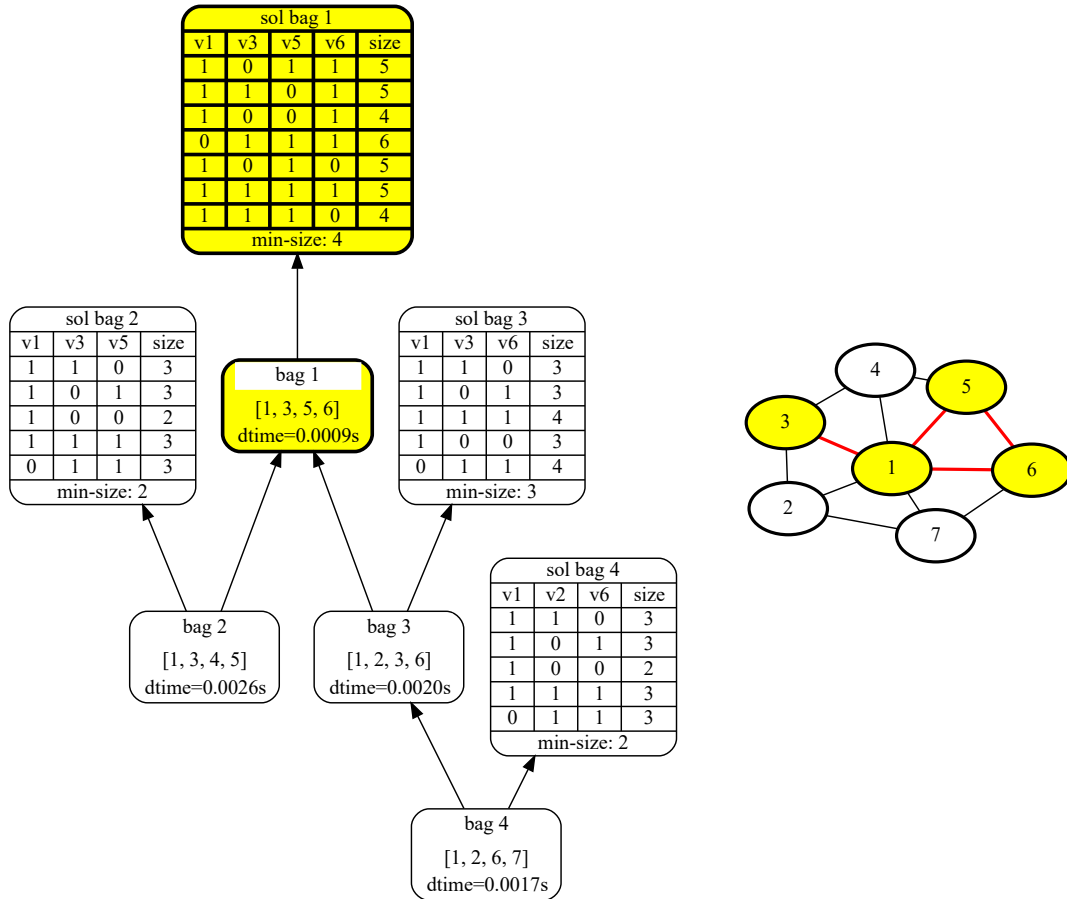 sol bag 1
v1 v3 v5 v6 size
1 0 1 1 5
1 1 0 1 5
1 0 0 1 4
0 1 1 1 6
1 0 1 0 5
1 1 1 1 5
1 1 1 0 4
min-size: 4
sol bag 2
v1 v3 v5 size
1 1 0 3
1 0 1 3
1 0 0 2
1 1 1 3
0 1 1 3
min-size: 2
bag 1
[1, 3, 5, 6]
dtime=0.0009s
sol bag 3
v1 v3 v6 size
1 1 0 3
1 0 1 3
1 1 1 4
1 0 0 3
0 1 1 4
min-size: 3
bag 2
[1, 3, 4, 5]
dtime=0.0026s
bag 3
[1, 2, 3, 6]
dtime=0.0020s
sol bag 4
v1 v2 v6 size
1 1 0 3
1 0 1 3
1 0 0 2
1 1 1 3
0 1 1 3
min-size: 2
bag 4
[1, 2, 6, 7]
dtime=0.0017s
4
5
3
1
6
2
7